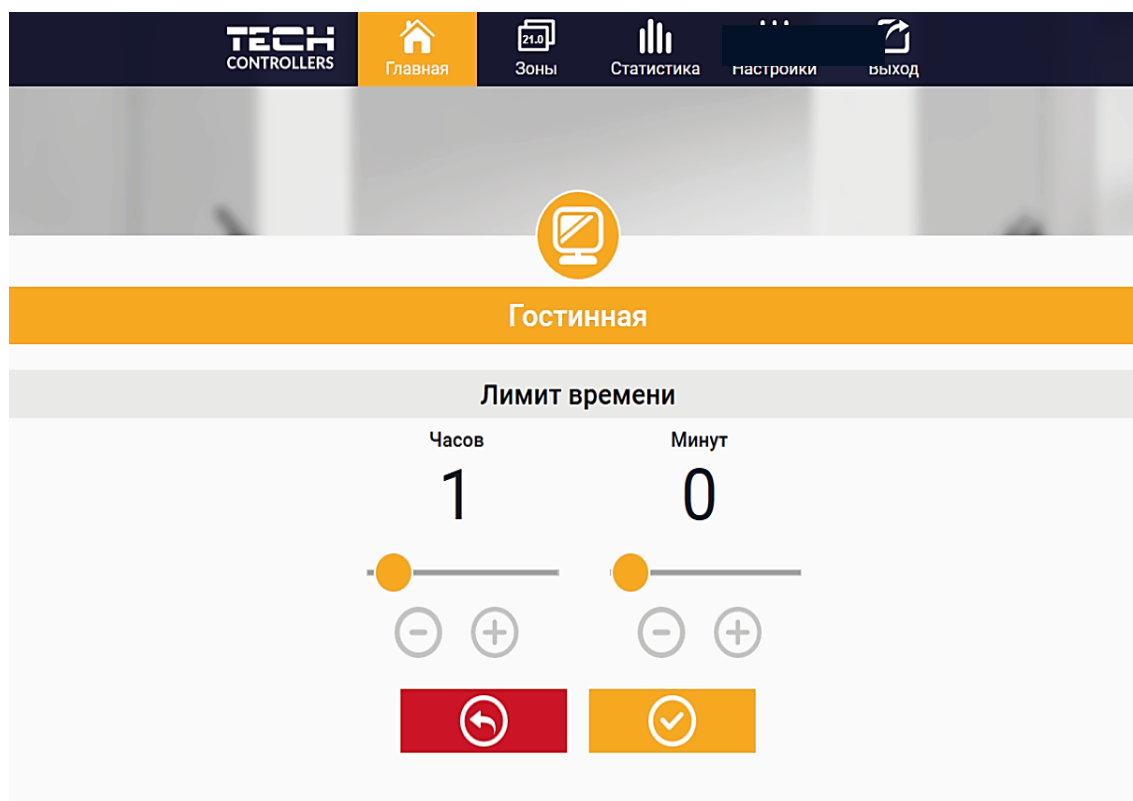 TECH
CONTROLLERS
Главная
21.0
Зоны
Статистика
Настройки
Выход
Гостинная
Лимит времени
Часов Минут
1 0